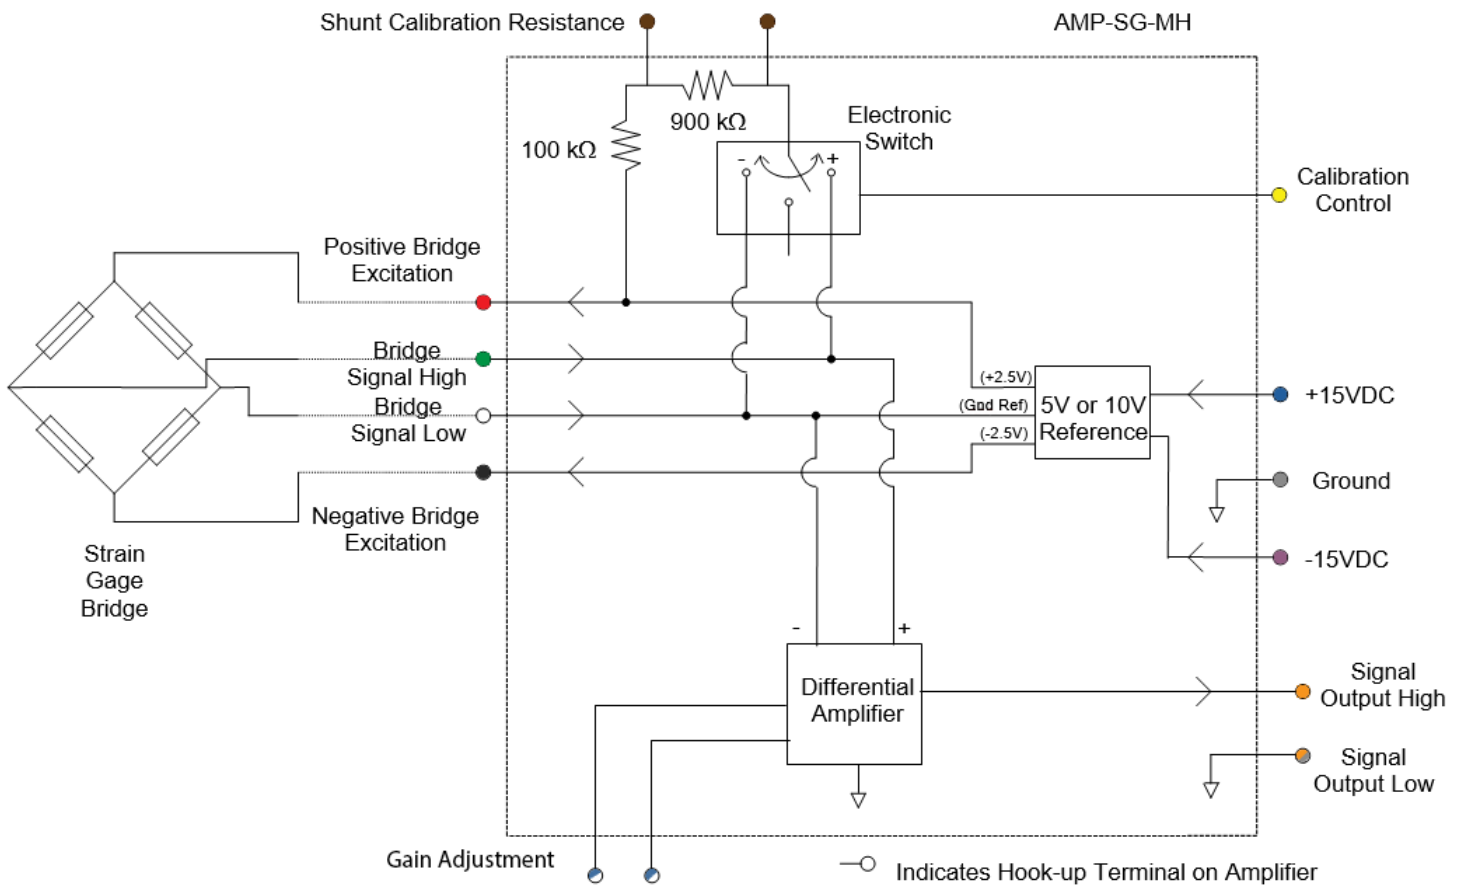 Shunt Calibration Resistance
AMP-SG-MH
900 kΩ
100 kΩ
Electronic
Switch
-
+
Calibration
Control
Positive Bridge
Excitation
Bridge
Signal High
Bridge
Signal Low
Negative Bridge
Excitation
Strain
Gage
Bridge
(+2.5V)
(Gnd Ref)
(-2.5V)
5V or 10V
Reference
+15VDC
Ground
-15VDC
-
+
Differential
Amplifier
Signal
Output High
Signal
Output Low
Gain Adjustment
Indicates Hook-up Terminal on Amplifier